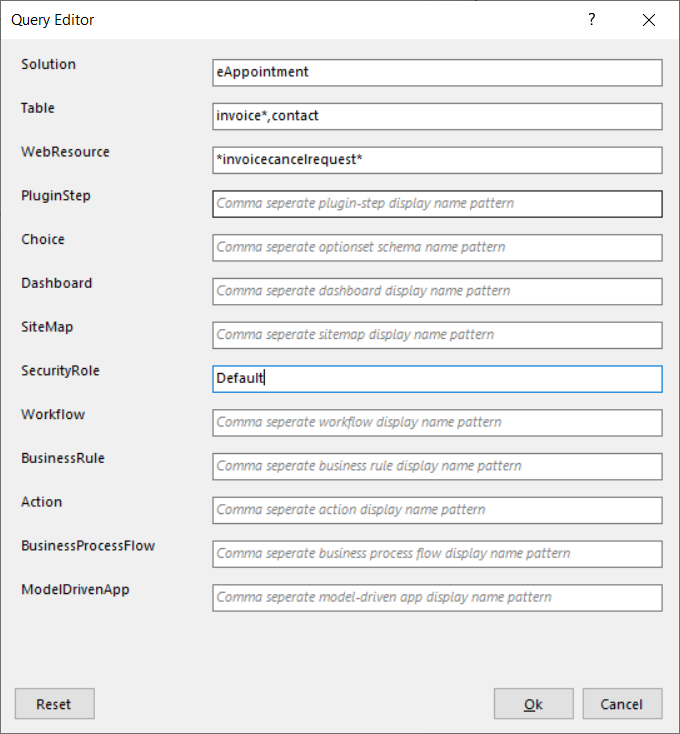 Query Editor ?
Solution eAppointment
Table invoice*,contact
WebResource *invoicecancelrequest*
PluginStep Comma seperate plugin-step display name pattern
Choice Comma seperate optionset schema name pattern
Dashboard Comma seperate dashboard display name pattern
SiteMap Comma seperate sitemap display name pattern
SecurityRole Default
Workflow Comma seperate workflow display name pattern
BusinessRule Comma seperate business rule display name pattern
Action Comma seperate action display name pattern
BusinessProcessFlow Comma seperate business process flow display name pattern
ModelDrivenApp Comma seperate model-driven app display name pattern
Reset Ok Cancel